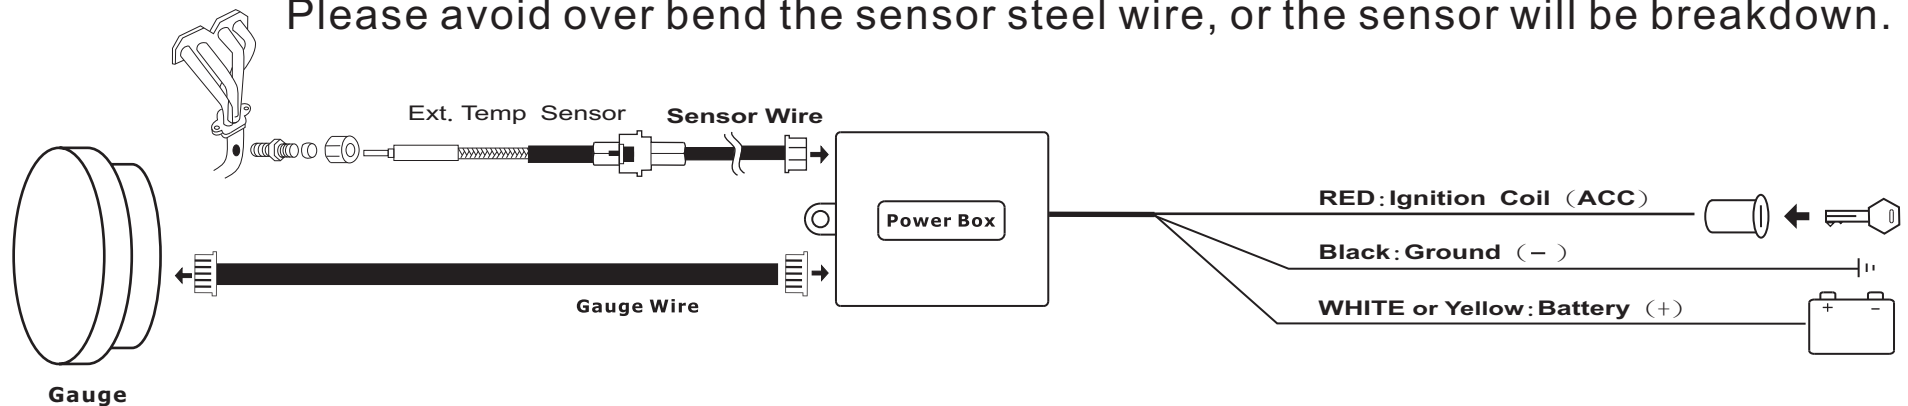 Please avoid over bend the sensor steel wire, or the sensor will be breakdown.
Ext. Temp Sensor
Sensor Wire
Power Box
RED:Ignition Coil (ACC)
Black:Ground (-)
WHITE or Yellow:Battery (+)
+ -
Gauge Wire
Gauge